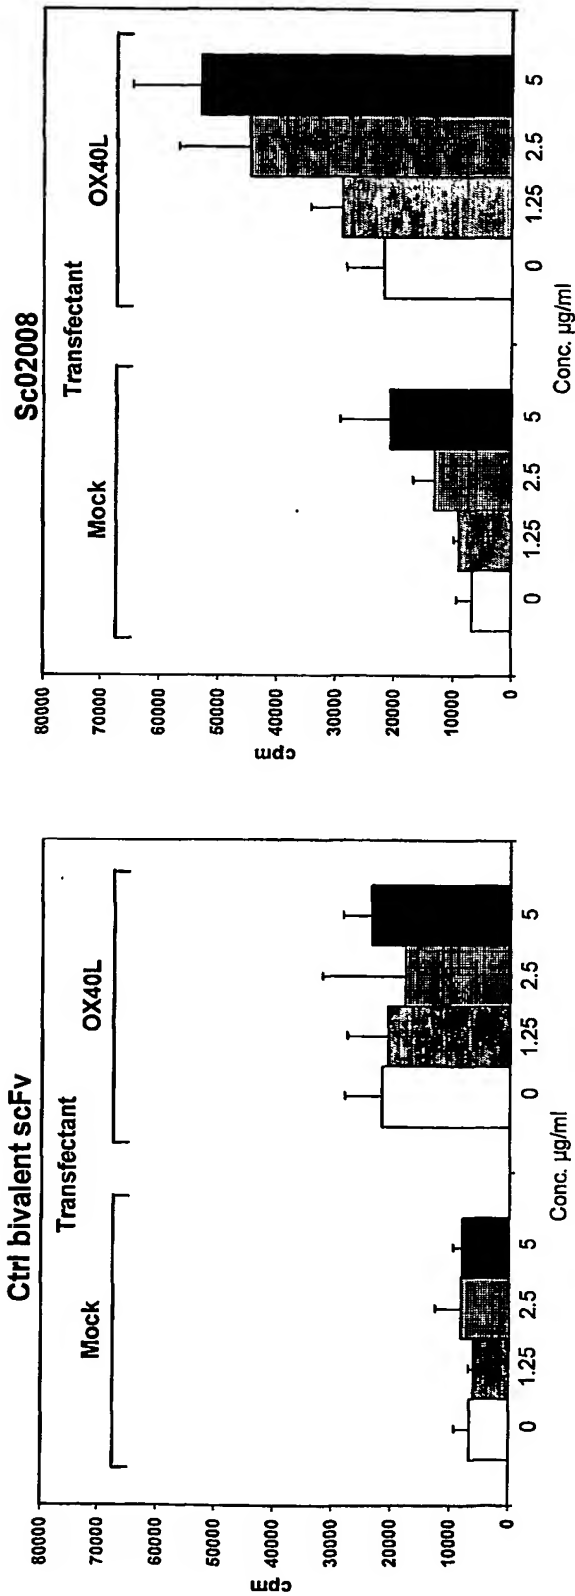 Ctrl bivalent scFv
Transfectant
Mock
OX40L
80000
70000
60000
50000
40000
30000
20000
10000
0
cpm
0 1.25 2.5 5 0 1.25 2.5 5
Conc. µg/ml
Sc02008
Transfectant
Mock
OX40L
80000
70000
60000
50000
40000
30000
20000
10000
0
cpm
0 1.25 2.5 5 0 1.25 2.5 5
Conc. µg/ml